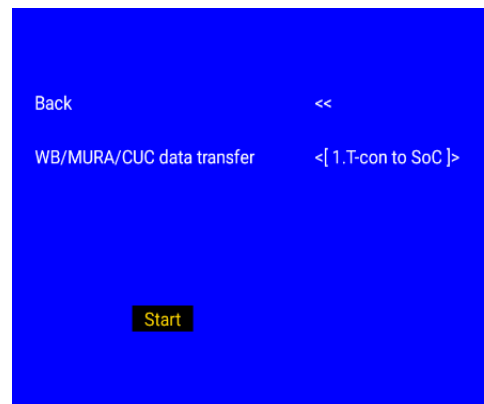 Back <<
WB/MURA/CUC data transfer <[ 1.T-con to SoC ]>
Start